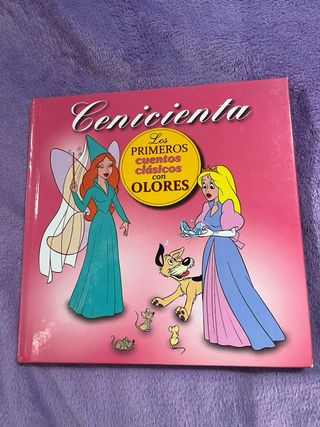 Cenicienta
Los
PRIMEROS
cuentos
clásicos
con
OLORES